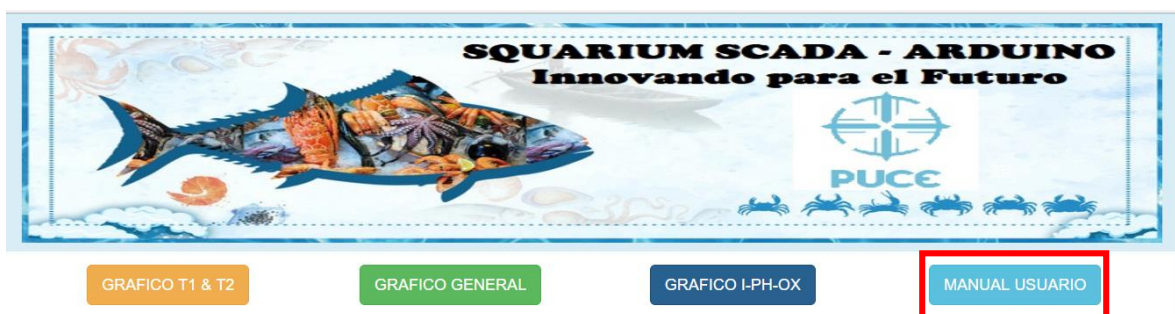 SQUARIUM SCADA - ARDUINO
Innovando para el Futuro
PUCE
GRAFICO T1 & T2
GRAFICO GENERAL
GRAFICO I-PH-OX
MANUAL USUARIO